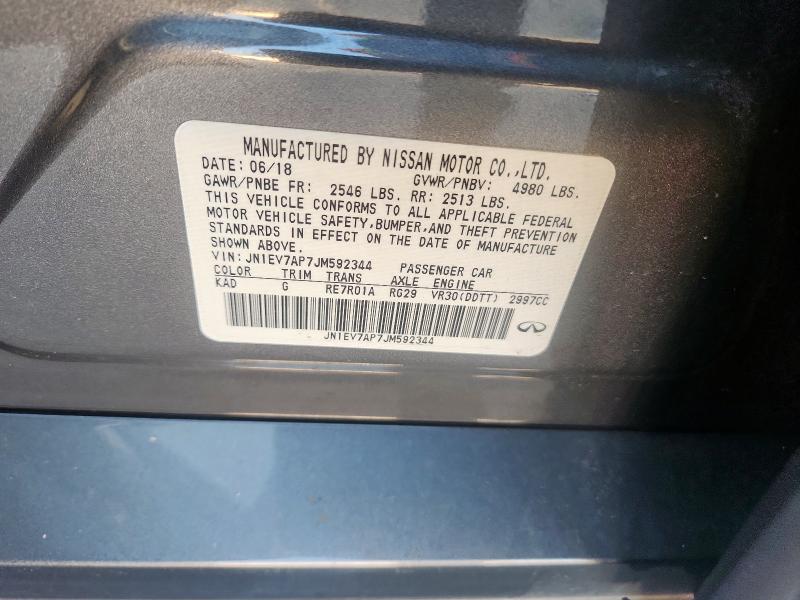 MANUFACTURED BY NISSAN MOTOR CO.,LTD.
DATE: 06/18 GVWR/PNBV: 4980 LBS.
GAWR/PNBE FR: 2546 LBS. RR: 2513 LBS.
THIS VEHICLE CONFORMS TO ALL APPLICABLE FEDERAL
MOTOR VEHICLE SAFETY,BUMPER,AND THEFT PREVENTION
STANDARDS IN EFFECT ON THE DATE OF MANUFACTURE
SHOWN ABOVE.
VIN: JN1EV7AP7JM592344 PASSENGER CAR
COLOR TRIM TRANS AXLE ENGINE
KAD G RE7R01A RG29 VR30(DDTT) 2997CC
JN1EV7AP7JM592344